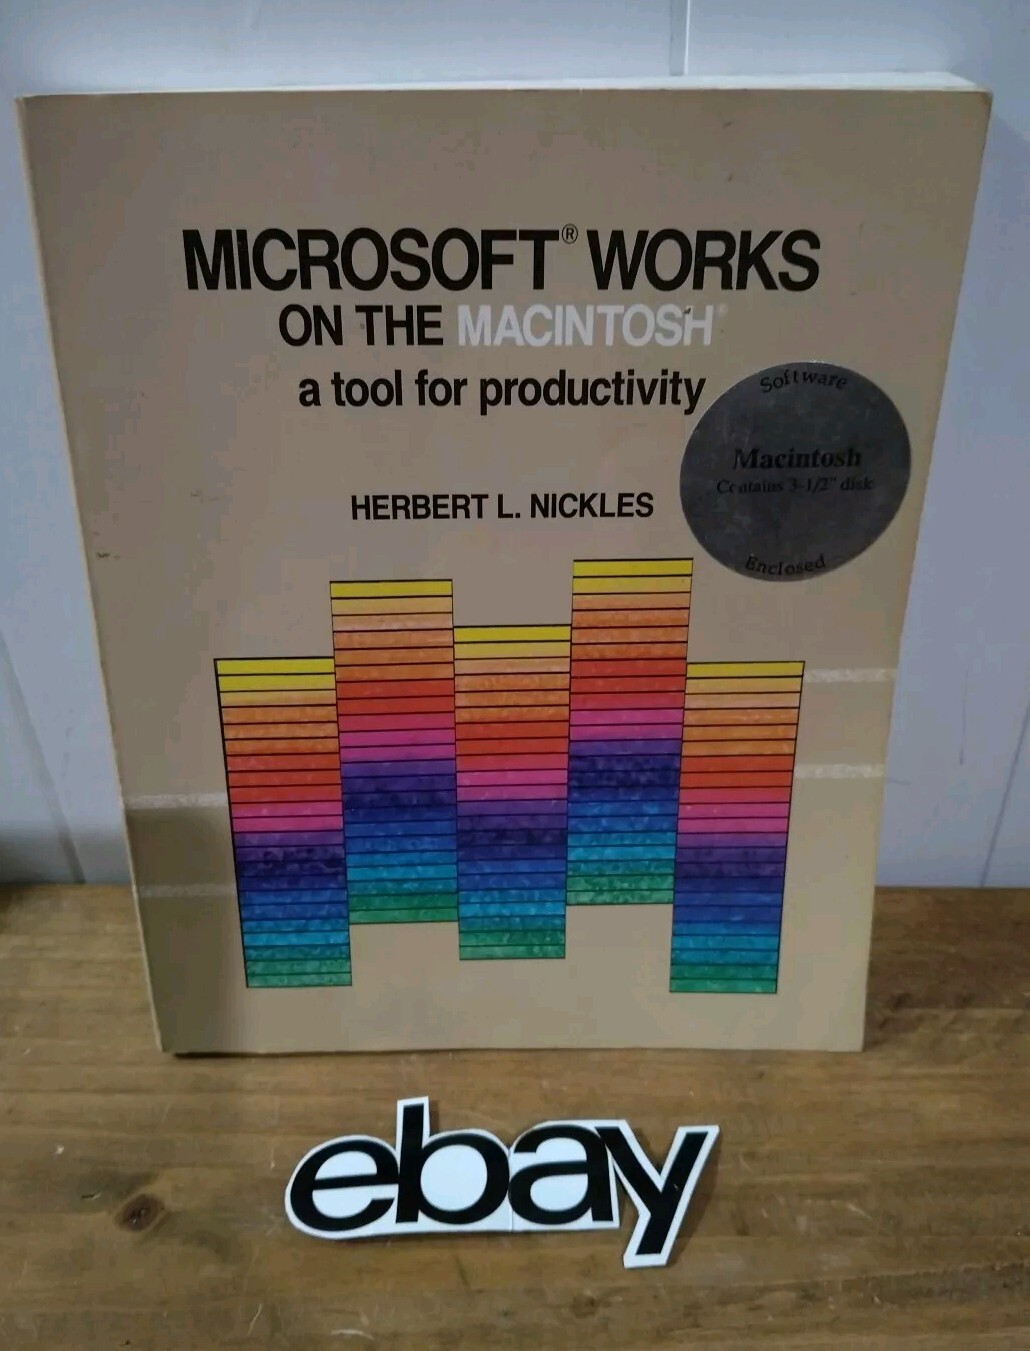 MICROSOFT® WORKS
ON THE MACINTOSH®
a tool for productivity
Software
Macintosh
Contains 3-1/2" disk
Enclosed
HERBERT L. NICKLES
ebay